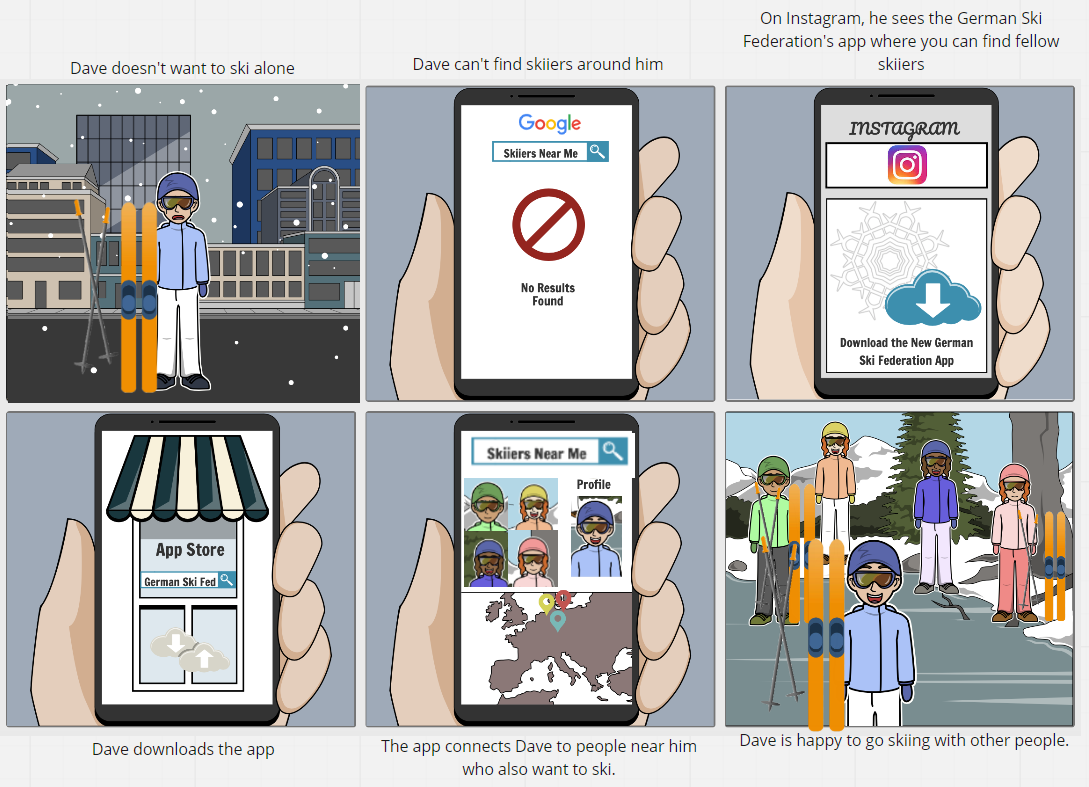 Dave doesn't want to ski alone
Dave can't find skiiers around him
On Instagram, he sees the German Ski
Federation's app where you can find fellow
skiiers
Google
Skiiers Near Me
No Results
Found
INSTAGRAM
Download the New German
Ski Federation App
App Store
German Ski Fed
Dave downloads the app
Skiiers Near Me
Profile
The app connects Dave to people near him
who also want to ski.
Dave is happy to go skiing with other people.